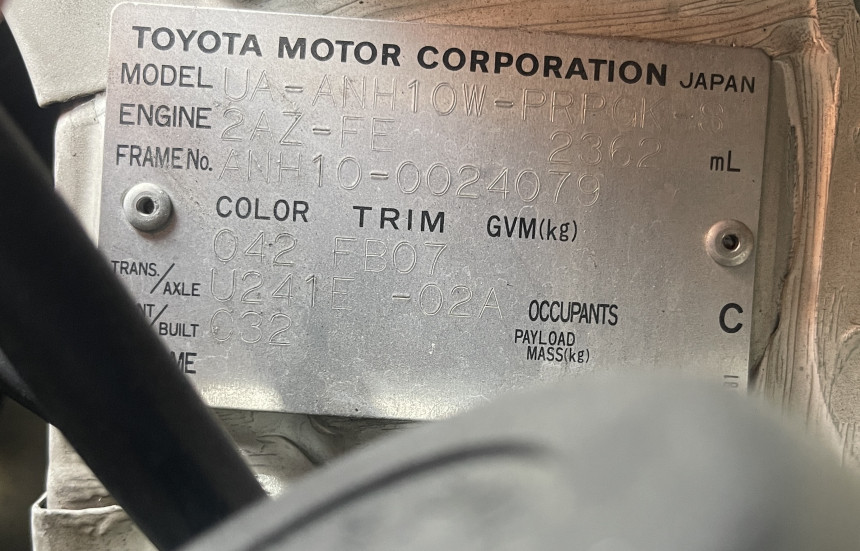 TOYOTA MOTOR CORPORATION JAPAN
MODEL UA-ANH10W-PRPGK-S
ENGINE 2AZ-FE 2362 mL
FRAME No. ANH10-0024079
COLOR TRIM GVM(kg)
042 FB07
TRANS./AXLE U241E -02A OCCUPANTS C
/BUILT C32 PAYLOAD
MASS(kg)